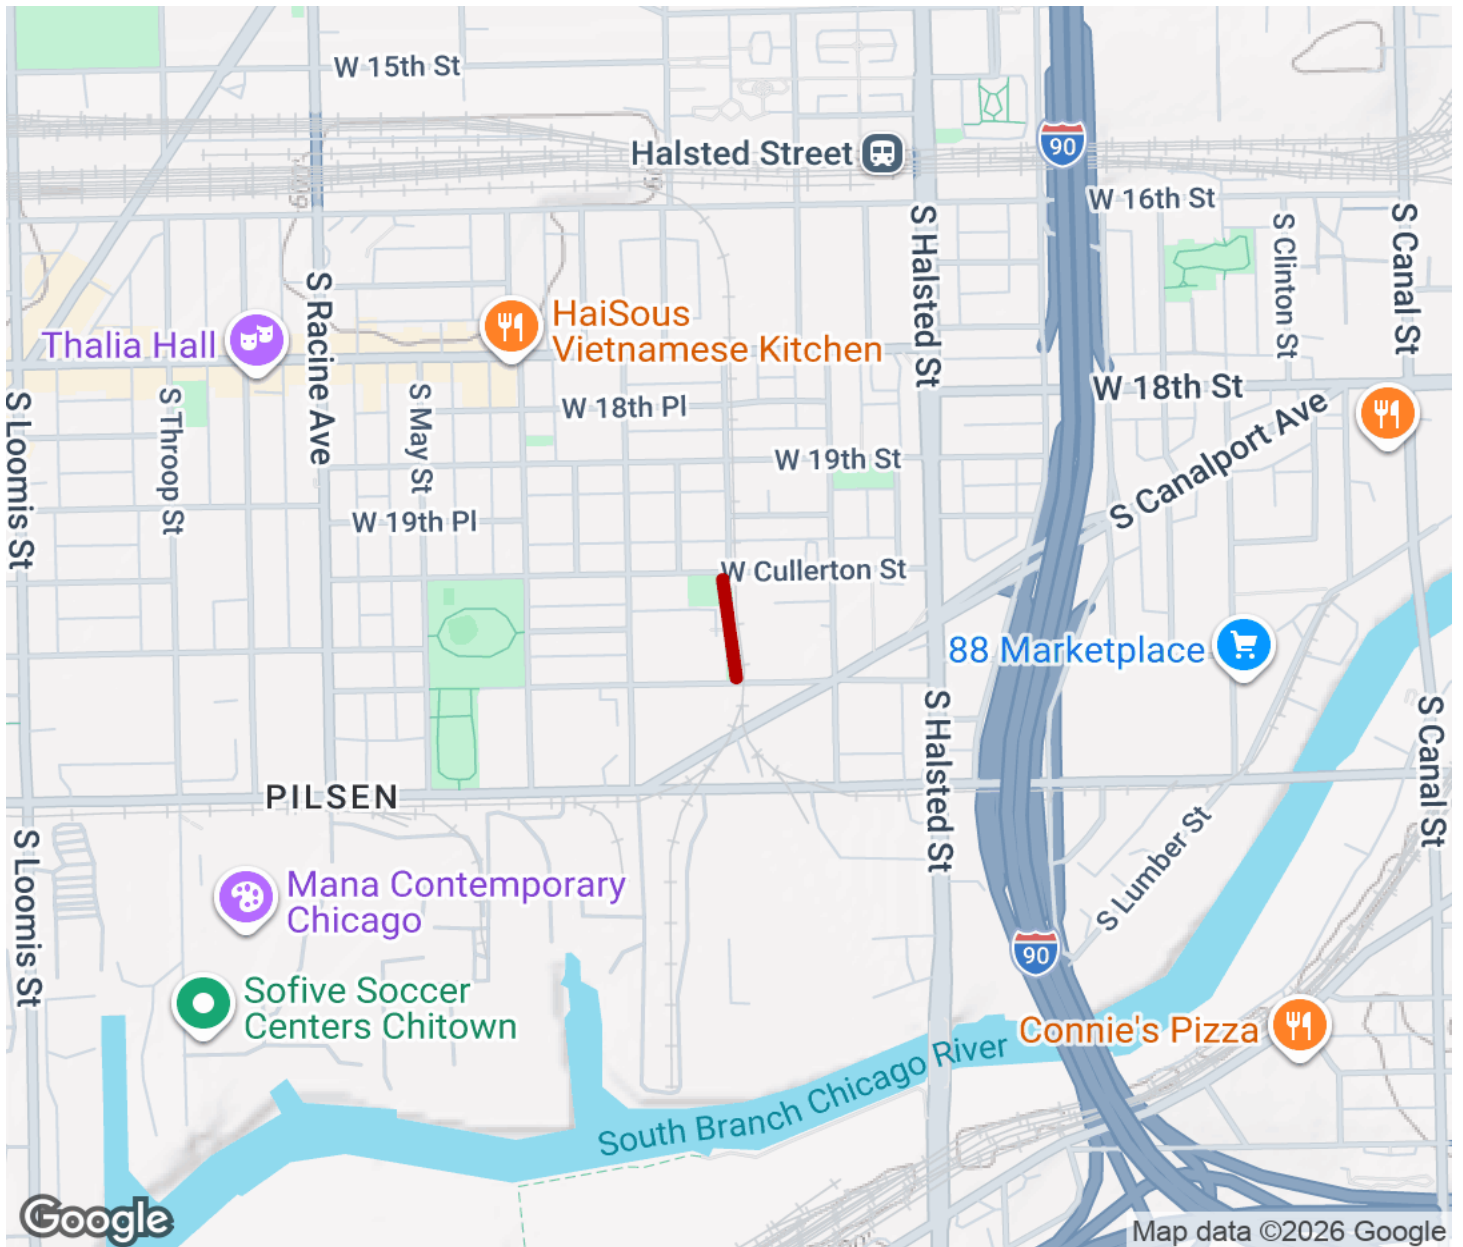 W 15th St
90
Halsted Street
W 16th St
S Halsted St
S Clinton St
S Canal St
S Racine Ave
HaiSous
Vietnamese Kitchen
Thalia Hall
W 18th St
S Loomis St
S Throop St
S May St
W 18th Pl
S Canalport Ave
W 19th St
W 19th Pl
W Cullerton St
88 Marketplace
S Halsted St
S Canal St
PILSEN
S Loomis St
S Lumber St
Mana Contemporary
Chicago
90
Sofive Soccer
Centers Chitown
Connie's Pizza
South Branch Chicago River
Google
Map data ©2026 Google